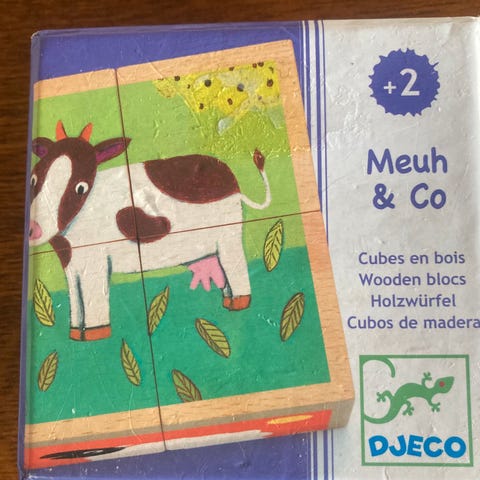 +2
Meuh
& Co
Cubes en bois
Wooden blocs
Holzwürfel
Cubos de madera
DJECO